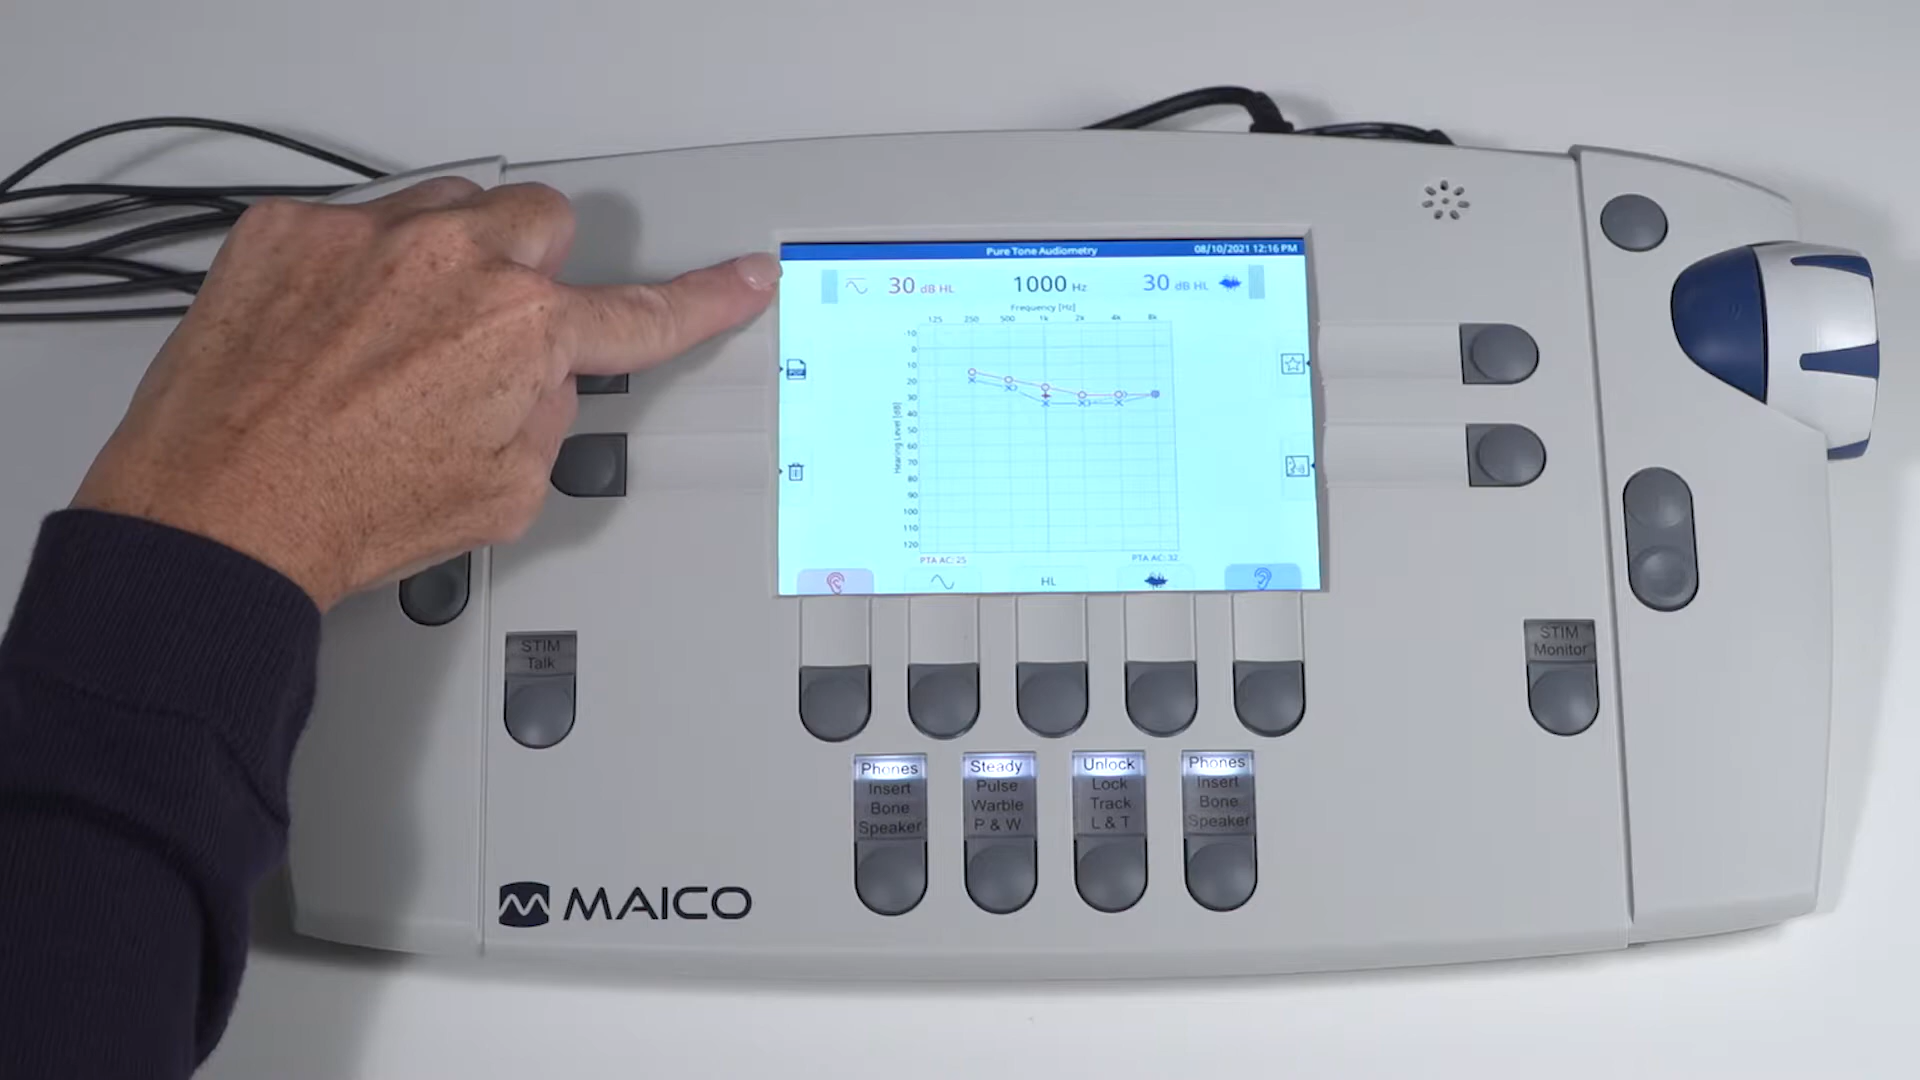 Pure Tone Audiometry 08/10/2021 12:16 PM
30 dB HL 1000 Hz 30 dB HL
Frequency [Hz]
125 250 500 1k 2k 4k 8k
-10
0
10
20
30
40
50
60
70
80
90
100
110
120
Hearing Level [dB]
PTA AC: 25 PTA AC: 32
HL
STIM
Talk
STIM
Monitor
Phones
Insert
Bone
Speaker
Steady
Pulse
Warble
P & W
Unlock
Lock
Track
L & T
Phones
Insert
Bone
Speaker
MAICO